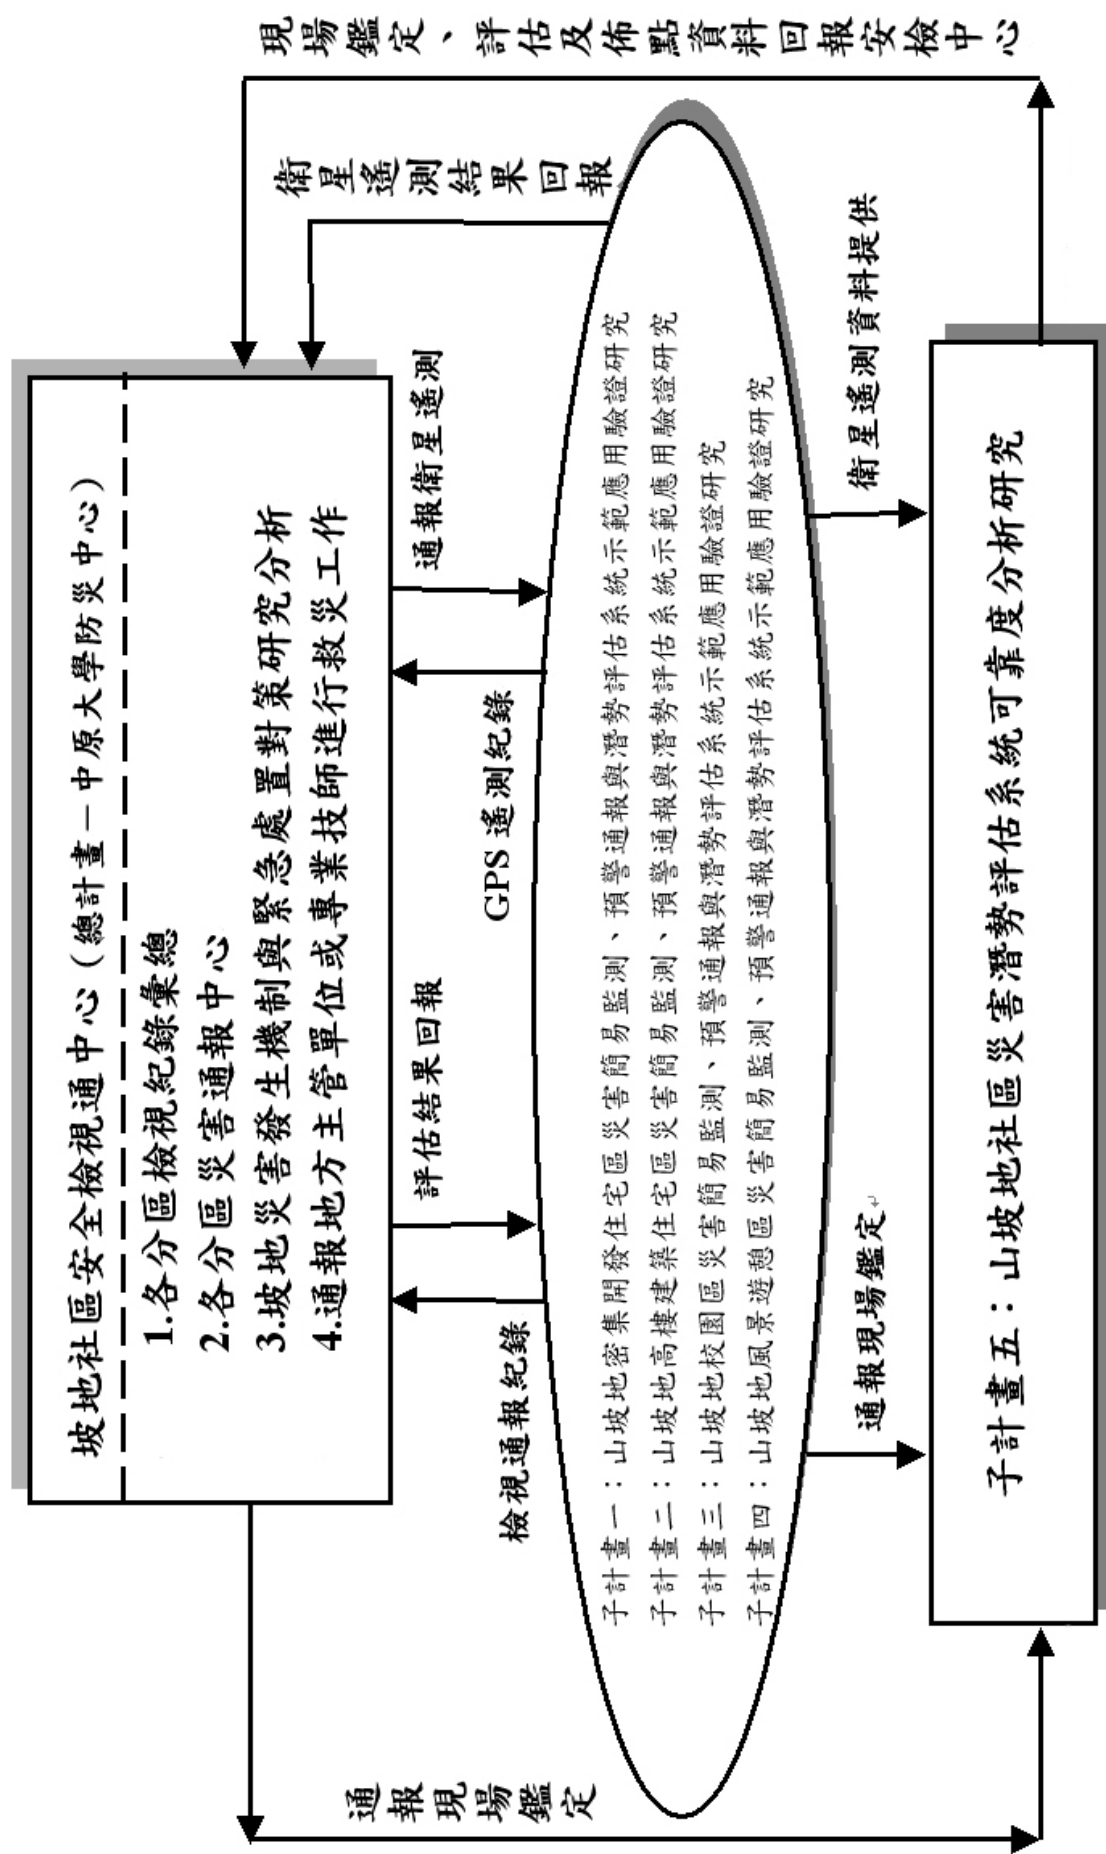 坡地社區安全檢視通中心（總計畫－中原大學防災中心）
1.各分區檢視紀錄彙總
2.各分區災害通報中心
3.坡地災害發生機制與緊急處置對策研究分析
4.通報地方主管單位或專業技師進行救災工作
檢視通報紀錄
評估結果回報
GPS 遙測紀錄
通報衛星遙測
衛星遙測結果回報
現場鑑定、評估及佈點資料回報安檢中心
通報現場鑑定
子計畫一：山坡地密集開發住宅區災害簡易監測、預警通報與潛勢評估系統示範應用驗證研究
子計畫二：山坡地高樓建築住宅區災害簡易監測、預警通報與潛勢評估系統示範應用驗證研究
子計畫三：山坡地校園區災害簡易監測、預警通報與潛勢評估系統示範應用驗證研究
子計畫四：山坡地風景遊憩區災害簡易監測、預警通報與潛勢評估系統示範應用驗證研究
通報現場鑑定
衛星遙測資料提供
子計畫五：山坡地社區災害潛勢評估系統可靠度分析研究